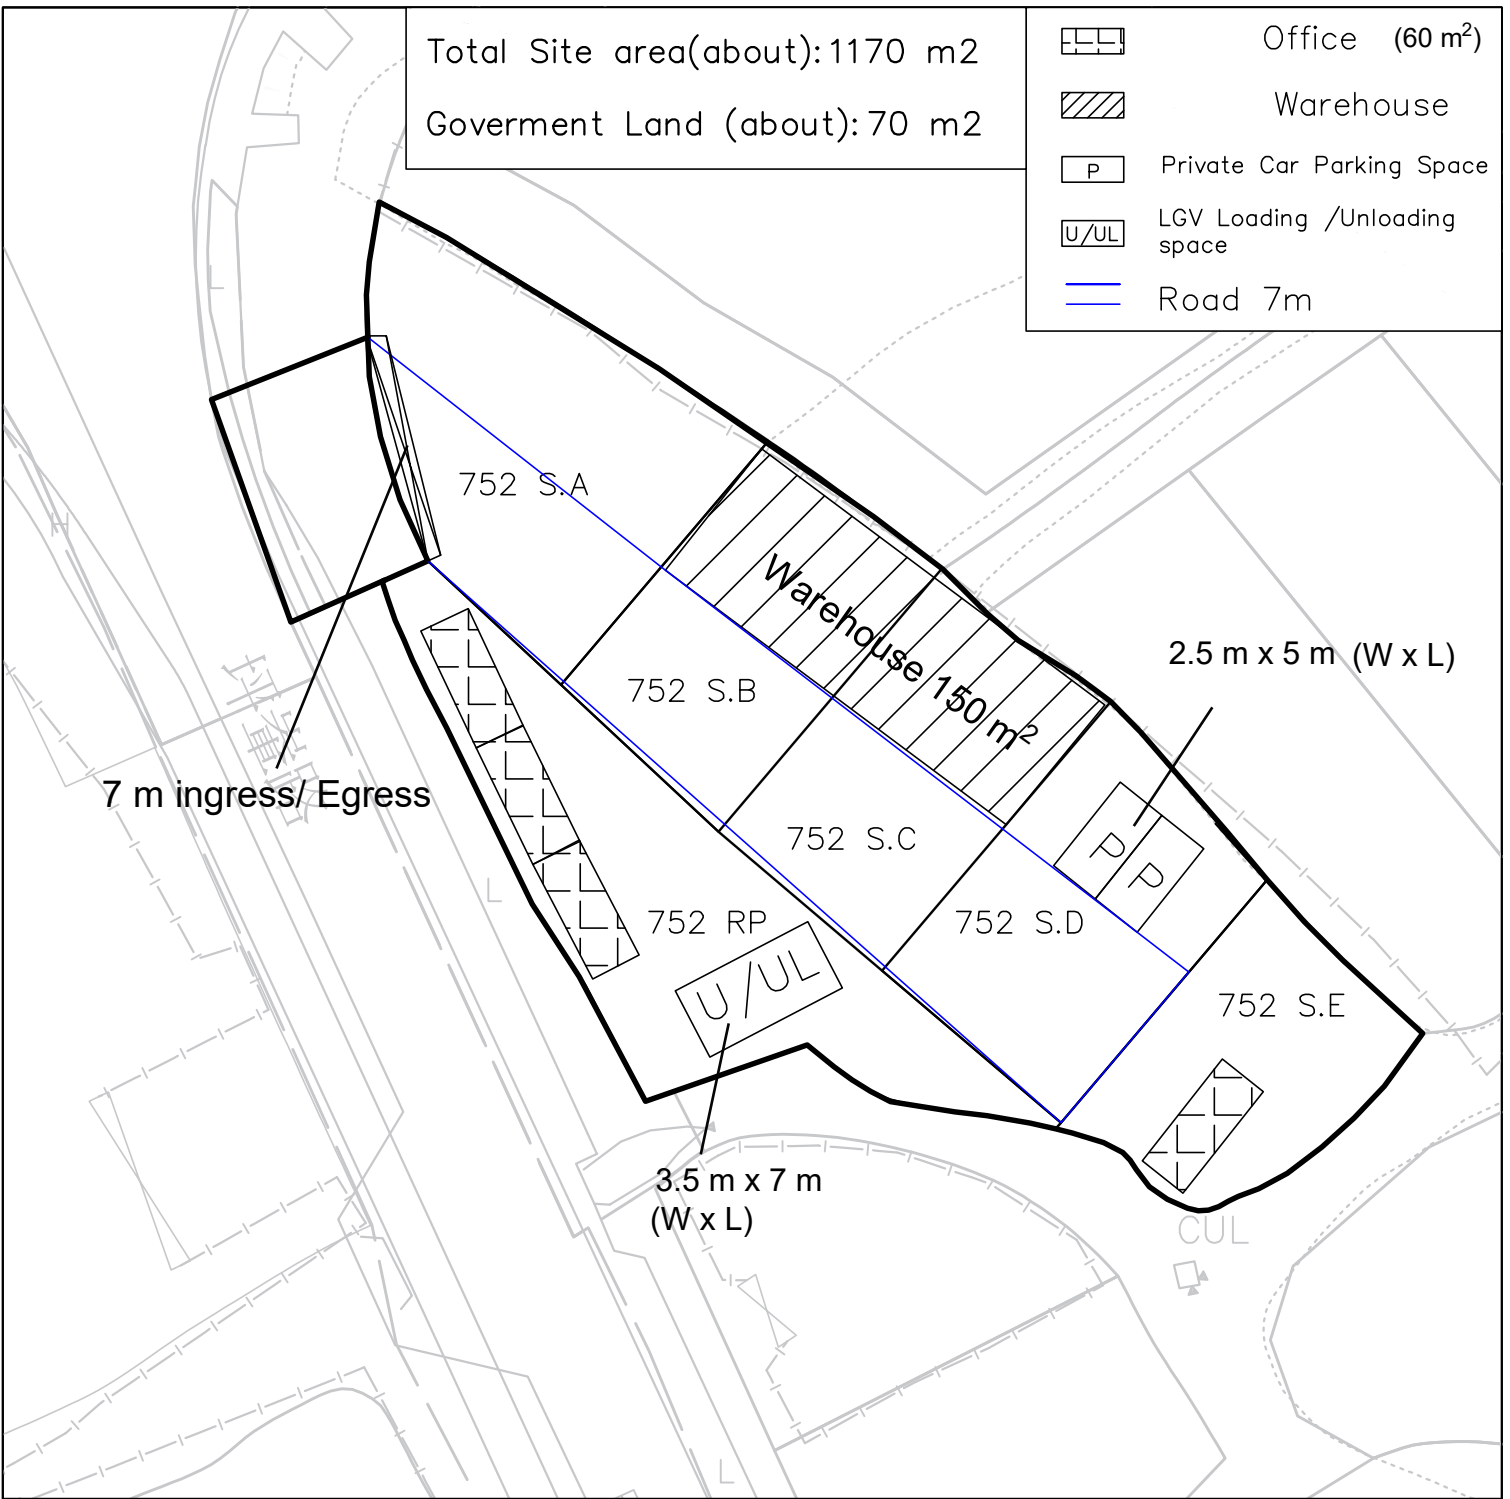 Total Site area(about): 1170 m2
Goverment Land (about): 70 m2
Office (60 m²)
Warehouse
P Private Car Parking Space
U/UL LGV Loading /Unloading
space
Road 7m
L
752 S.A
H
Warehouse 150 m²
2.5 m x 5 m (W x L)
752 S.B
7 m ingress/ Egress
752 S.C
P
P
L
752 RP
752 S.D
U/UL
752 S.E
3.5 m x 7 m
(W x L)
CUL
L